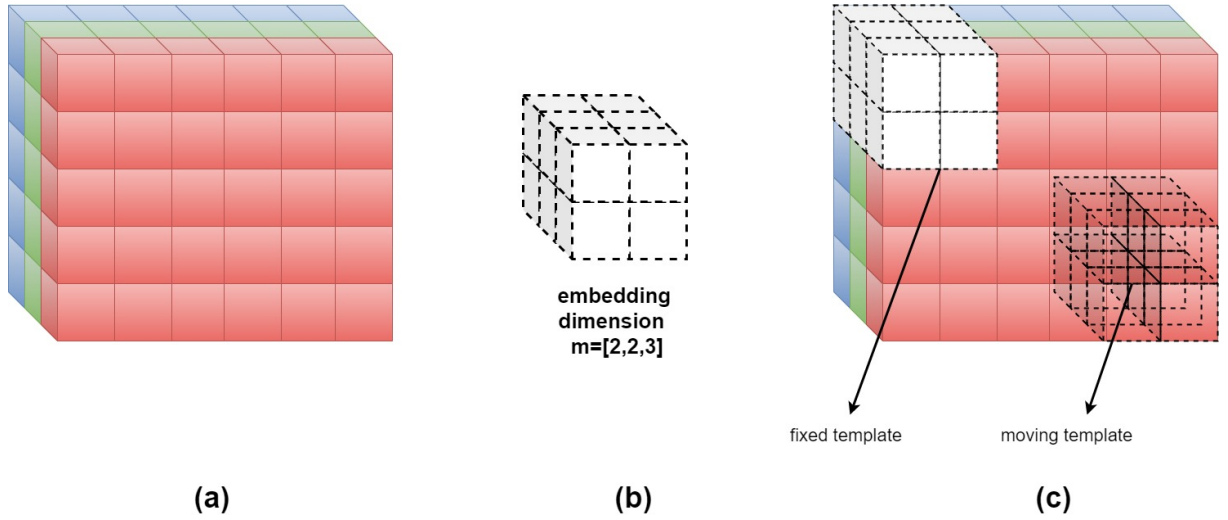 embedding
dimension
m=[2,2,3]
fixed template
moving template
(a)
(b)
(c)